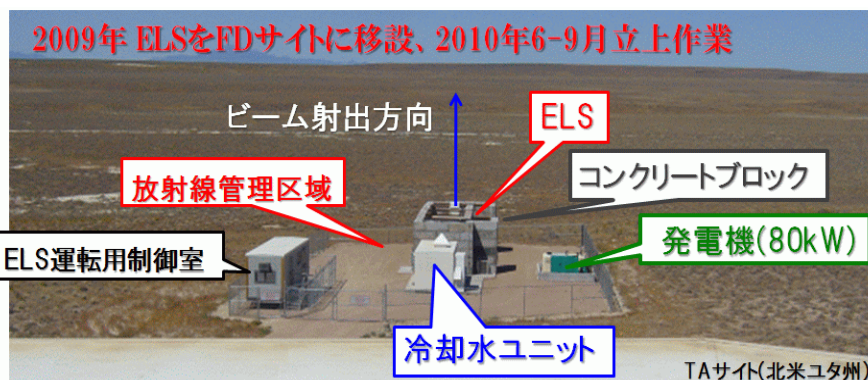 2009年 ELSをFDサイトに移設、2010年6-9月立上作業
ビーム射出方向
ELS
コンクリートブロック
放射線管理区域
発電機(80kW)
ELS運転用制御室
冷却水ユニット
TAサイト(北米ユタ州)